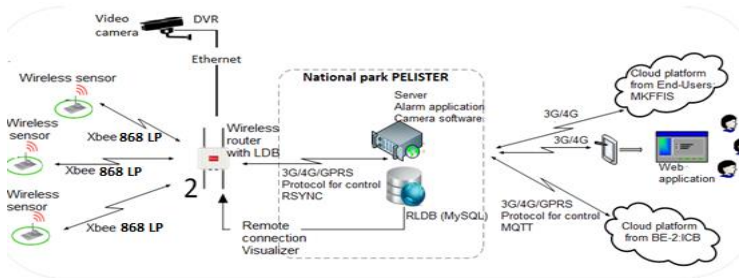 Video
camera
DVR
Ethernet
Wireless sensor
Xbee 868 LP
Wireless
sensor
Xbee 868 LP
Wireless
sensor
Xbee 868 LP
2
Wireless
router
with LDB
National park PELISTER
Server
Alarm application
Camera software
3G/4G/GPRS
Protocol for control
RSYNC
RLDB (MySQL)
Remote
connection
Visualizer
3G/4G
3G/4G
3G/4G/GPRS
Protocol for control
MQTT
Cloud platform
from End-Users:
MKFFIS
Web
application
Cloud platform
from BE-2:ICB